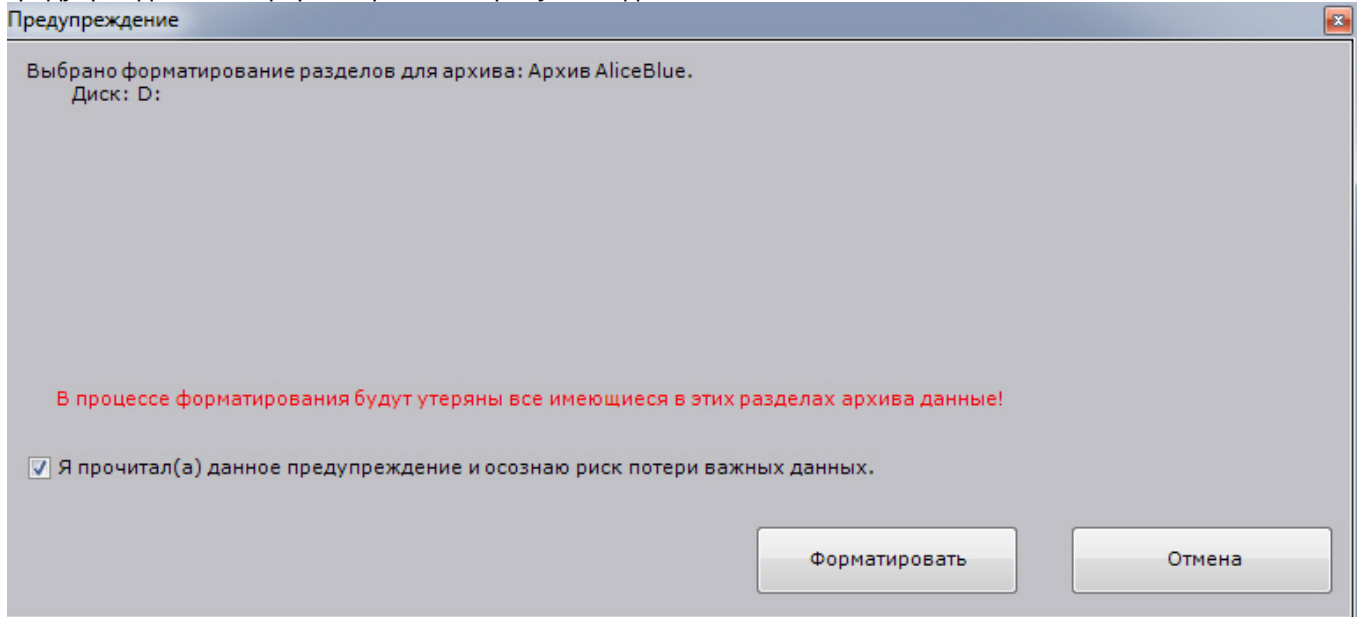 Предупреждение
Выбрано форматирование разделов для архива: Архив AliceBlue.
Диск: D:
В процессе форматирования будут утеряны все имеющиеся в этих разделах архива данные!
Я прочитал(а) данное предупреждение и осознаю риск потери важных данных.
Форматировать
Отмена